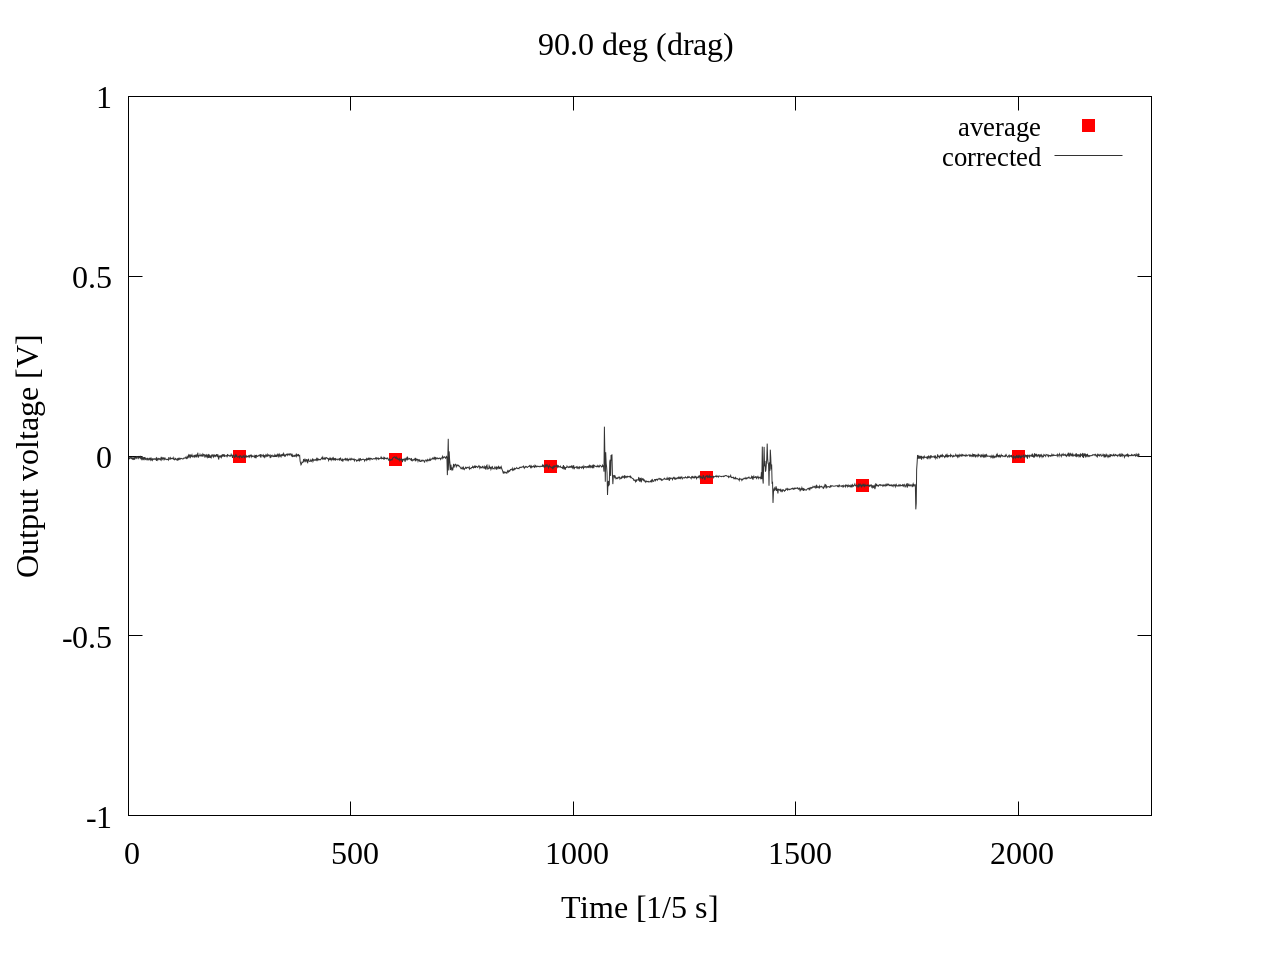 90.0 deg (drag)
average
corrected
1
0.5
0
-0.5
-1
Output voltage [V]
0 500 1000 1500 2000
Time [1/5 s]